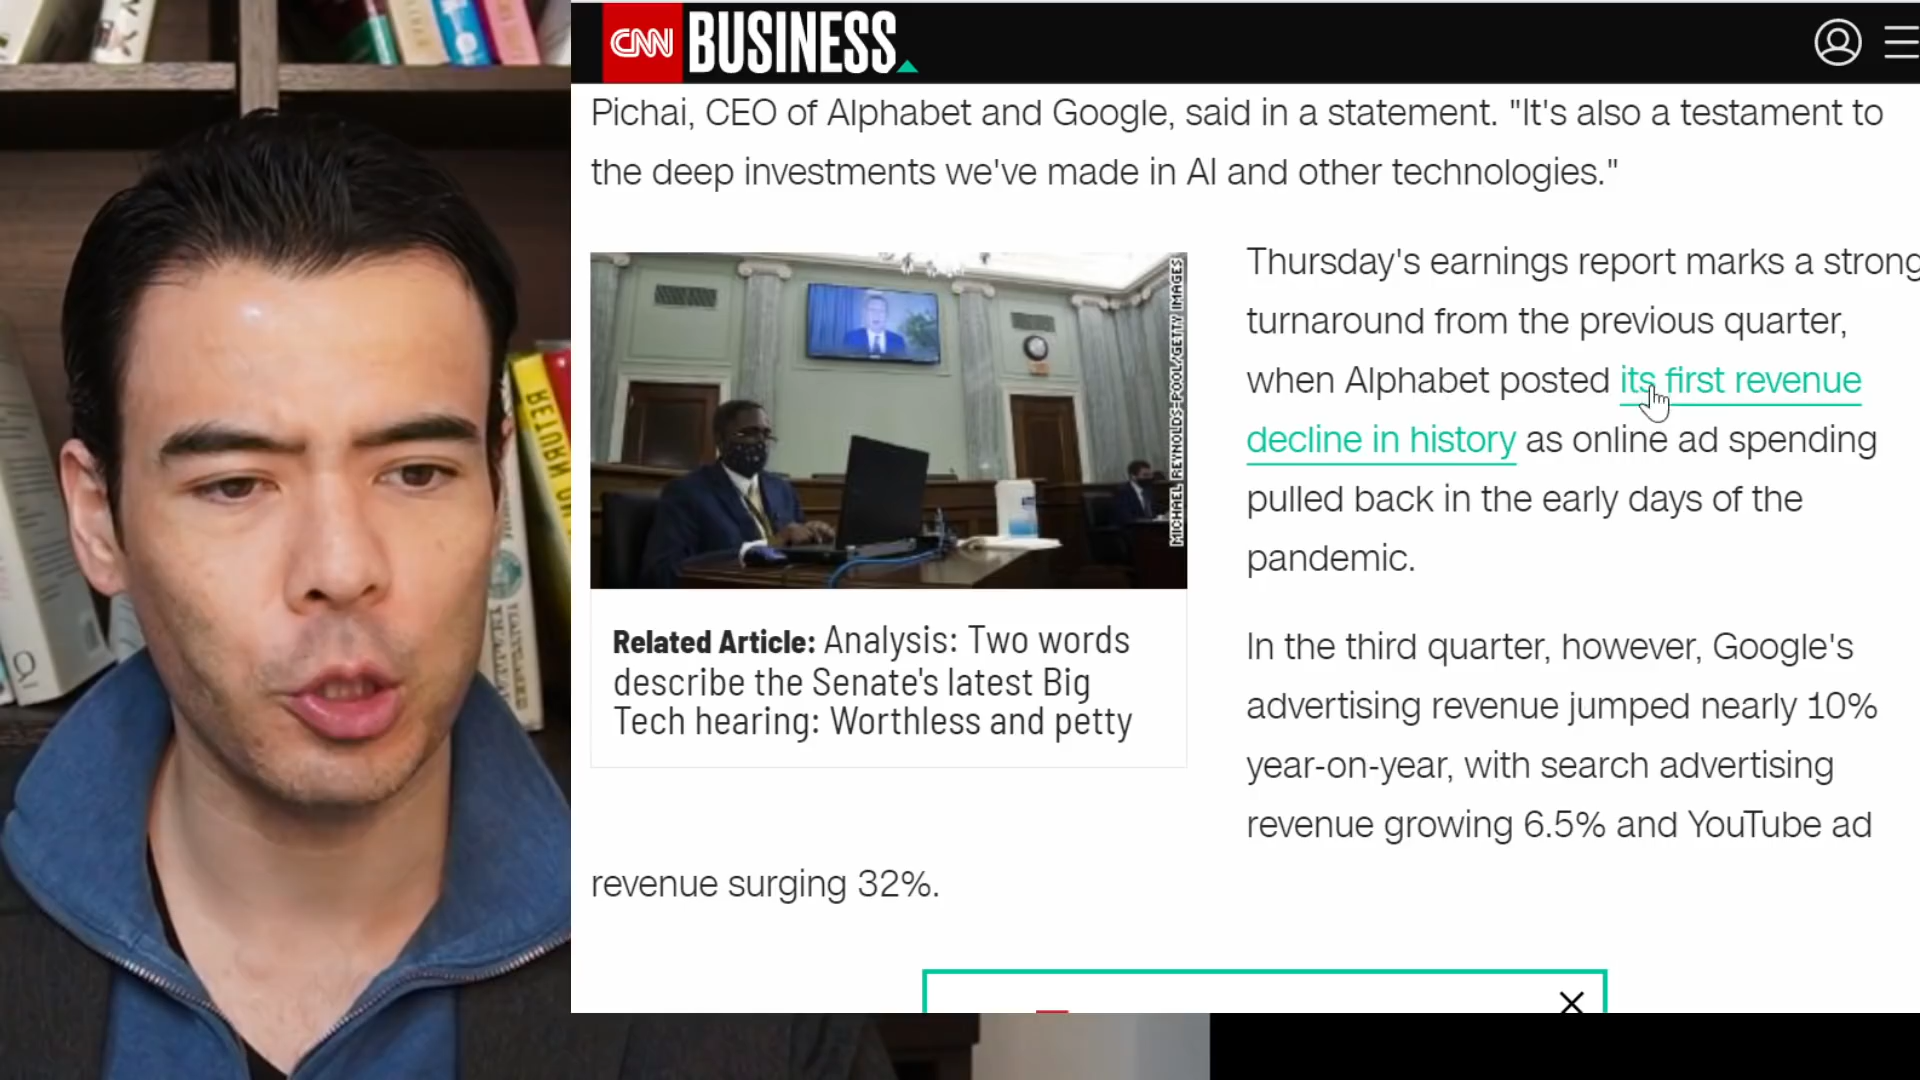 CNN BUSINESS
Pichai, CEO of Alphabet and Google, said in a statement. "It's also a testament to
the deep investments we've made in AI and other technologies."
MICHAEL REYNOLDS-POOL/GETTY IMAGES
Related Article: Analysis: Two words
describe the Senate's latest Big
Tech hearing: Worthless and petty
Thursday's earnings report marks a strong
turnaround from the previous quarter,
when Alphabet posted its first revenue
decline in history as online ad spending
pulled back in the early days of the
pandemic.
In the third quarter, however, Google's
advertising revenue jumped nearly 10%
year-on-year, with search advertising
revenue growing 6.5% and YouTube ad
revenue surging 32%.